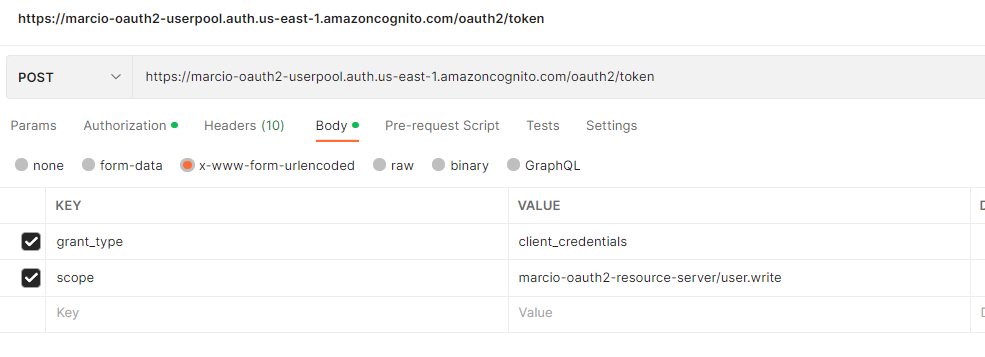 https://marcio-oauth2-userpool.auth.us-east-1.amazoncognito.com/oauth2/token
POST https://marcio-oauth2-userpool.auth.us-east-1.amazoncognito.com/oauth2/token
Params Authorization Headers (10) Body Pre-request Script Tests Settings
none form-data x-www-form-urlencoded raw binary GraphQL
KEY VALUE D
grant_type client_credentials
scope marcio-oauth2-resource-server/user.write
Key Value D